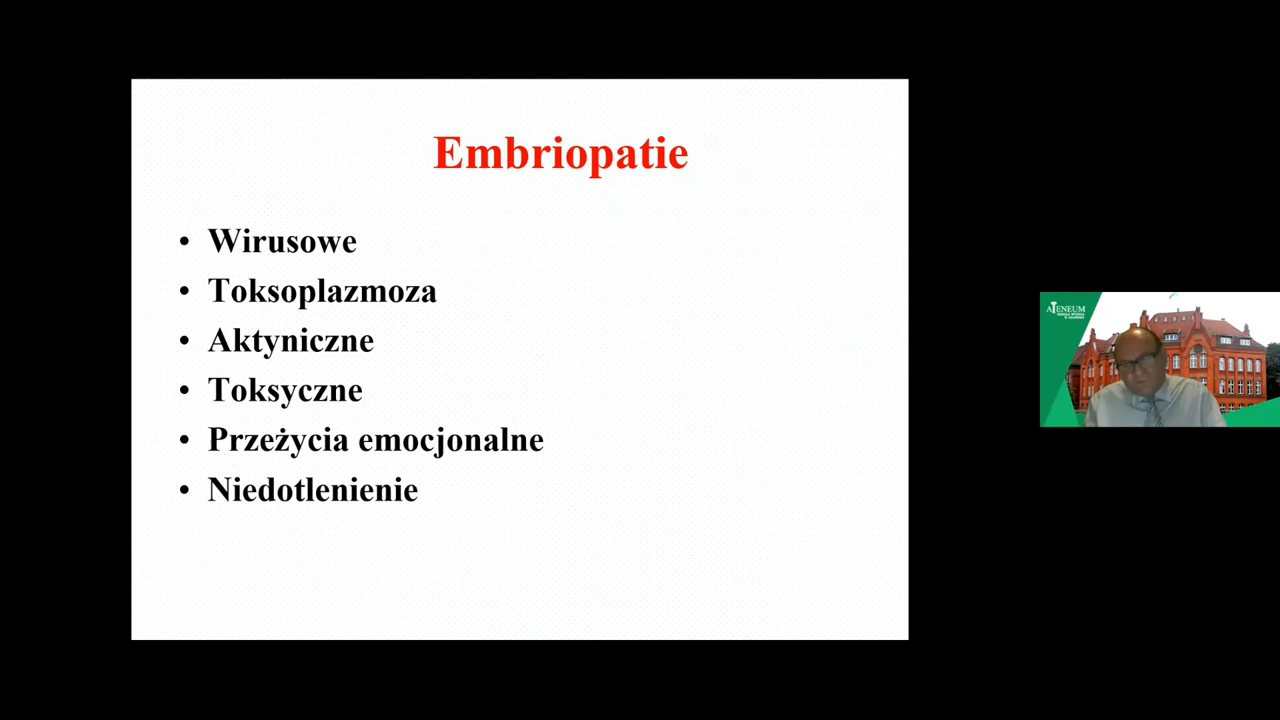 Embriopatie
• Wirusowe
• Toksoplazmoza
• Aktyniczne
• Toksyczne
• Przeżycia emocjonalne
• Niedotlenienie
ATENEUM